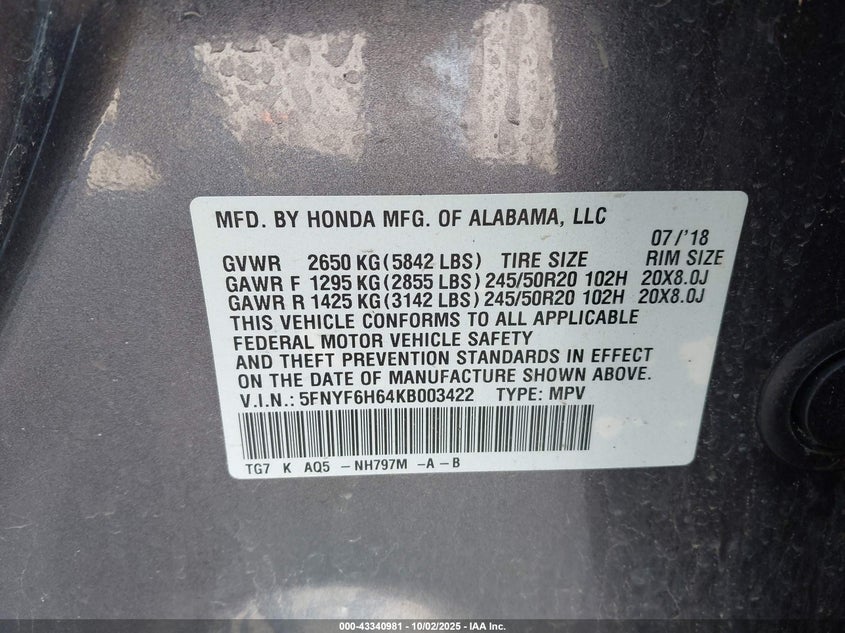 MFD. BY HONDA MFG. OF ALABAMA, LLC
07/'18
GVWR 2650 KG(5842 LBS) TIRE SIZE RIM SIZE
GAWR F 1295 KG(2855 LBS) 245/50R20 102H 20X8.0J
GAWR R 1425 KG(3142 LBS) 245/50R20 102H 20X8.0J
THIS VEHICLE CONFORMS TO ALL APPLICABLE
FEDERAL MOTOR VEHICLE SAFETY
AND THEFT PREVENTION STANDARDS IN EFFECT
ON THE DATE OF MANUFACTURE SHOWN ABOVE.
V.I.N.: 5FNYF6H64KB003422 TYPE: MPV
TG7 K AQ5 -NH797M -A-B
000-43340981 - 10/02/2025 - IAA Inc.